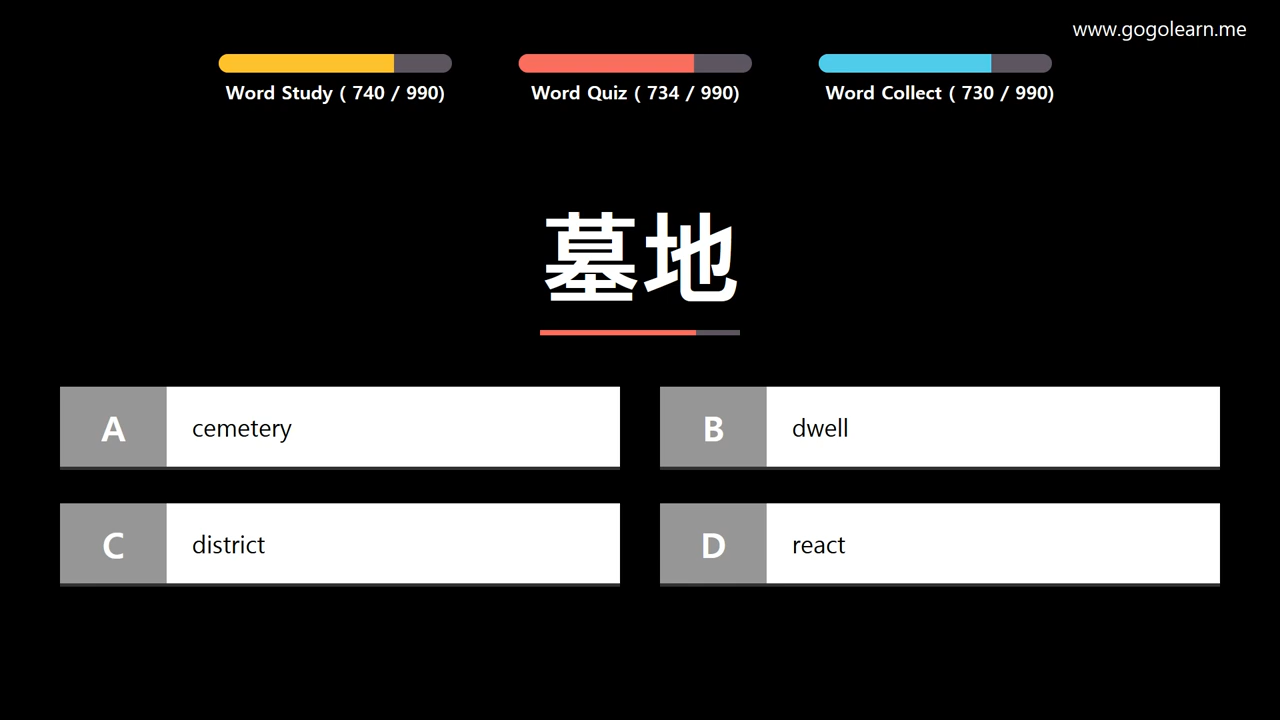 www.gogolearn.me
Word Study ( 740 / 990)
Word Quiz ( 734 / 990)
Word Collect ( 730 / 990)
墓地
A cemetery
B dwell
C district
D react